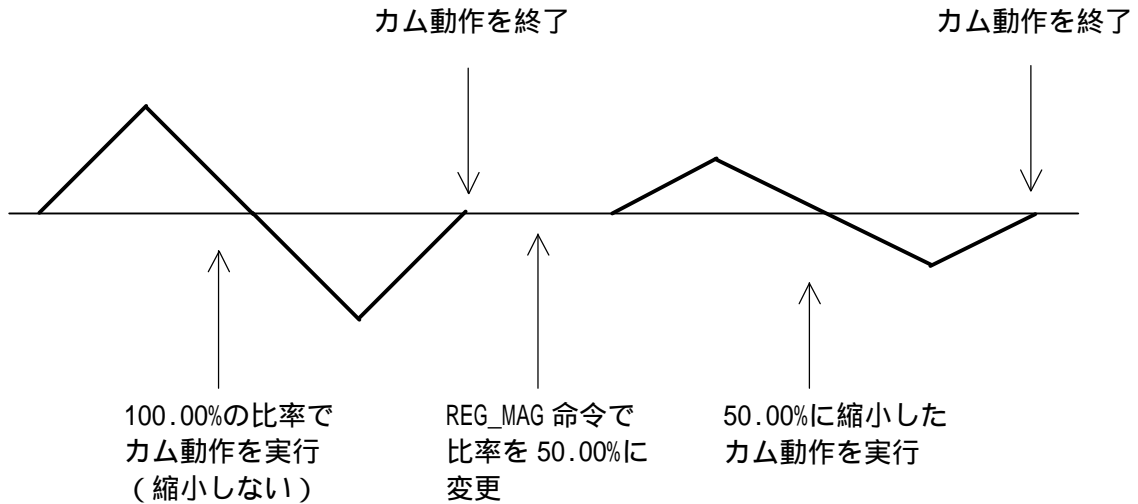 カム動作を終了
カム動作を終了
100.00%の比率で
カム動作を実行
(縮小しない)
REG_MAG 命令で
比率を 50.00%に
変更
50.00%に縮小した
カム動作を実行